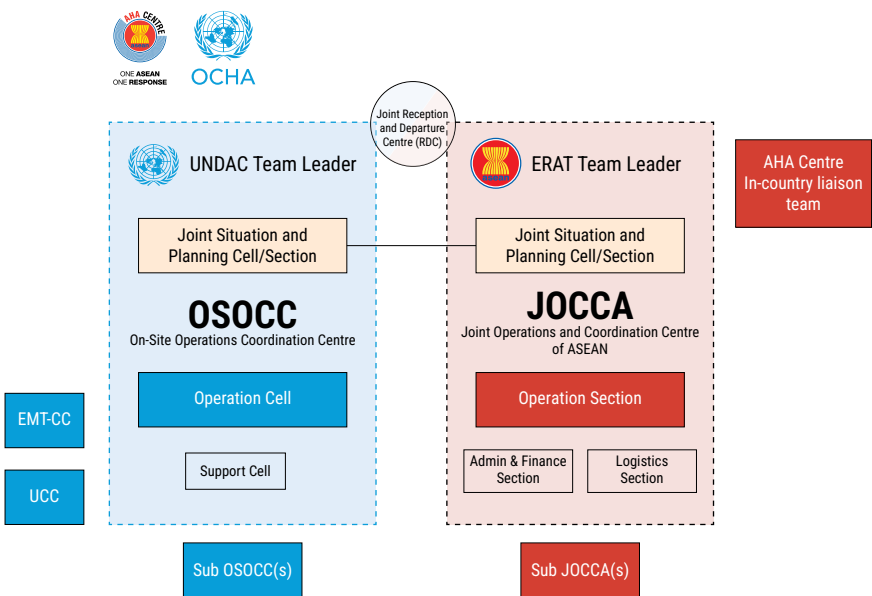 AHA CENTRE
ONE ASEAN
ONE RESPONSE
OCHA
Joint Reception
and Departure
Centre (RDC)
UNDAC Team Leader
ERAT Team Leader
AHA Centre
In-country liaison
team
Joint Situation and
Planning Cell/Section
Joint Situation and
Planning Cell/Section
OSOCC
On-Site Operations Coordination Centre
JOCCA
Joint Operations and Coordination Centre
of ASEAN
Operation Cell
Operation Section
EMT-CC
Support Cell
Admin & Finance
Section
Logistics
Section
UCC
Sub OSOCC(s)
Sub JOCCA(s)